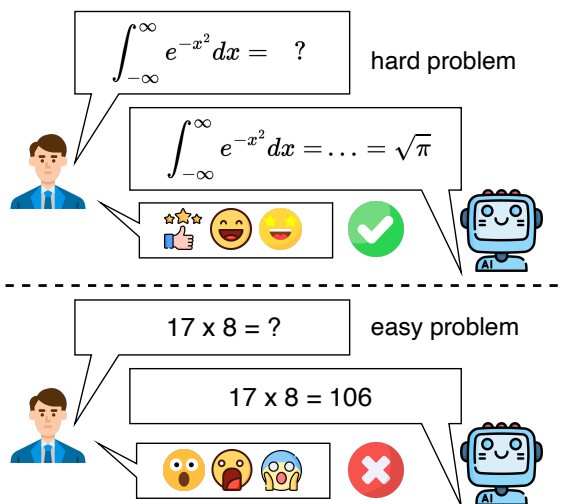 ∫_{-∞}^{∞} e^{-x²} dx = ?
hard problem
∫_{-∞}^{∞} e^{-x²} dx = … = √π
AI
17 x 8 = ?
easy problem
17 x 8 = 106
AI